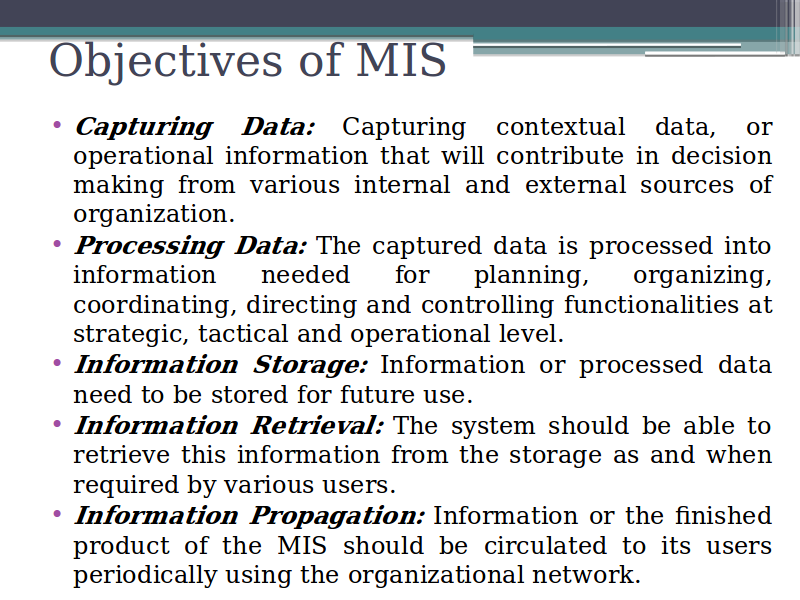 Objectives of MIS
• Capturing Data: Capturing contextual data, or
operational information that will contribute in decision
making from various internal and external sources of
organization.
• Processing Data: The captured data is processed into
information needed for planning, organizing,
coordinating, directing and controlling functionalities at
strategic, tactical and operational level.
• Information Storage: Information or processed data
need to be stored for future use.
• Information Retrieval: The system should be able to
retrieve this information from the storage as and when
required by various users.
• Information Propagation: Information or the finished
product of the MIS should be circulated to its users
periodically using the organizational network.